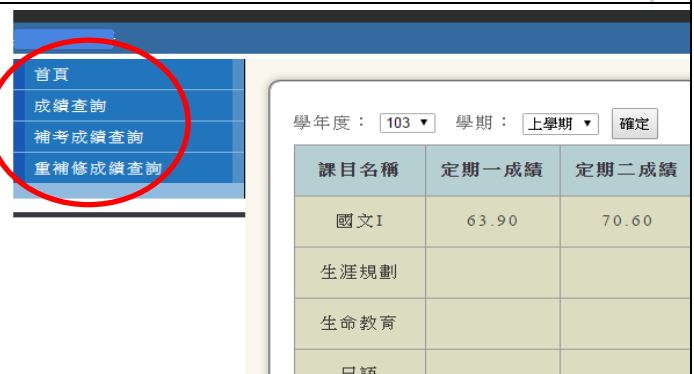 首頁
成績查詢
補考成績查詢
重補修成績查詢
學年度： 103 學期： 上學期 確定
課目名稱 定期一成績 定期二成績
國文I 63.90 70.60
生涯規劃
生命教育
日語